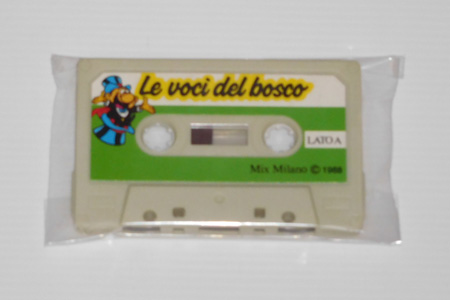 Le voci del bosco
LATO A
Mix Milano © 1988